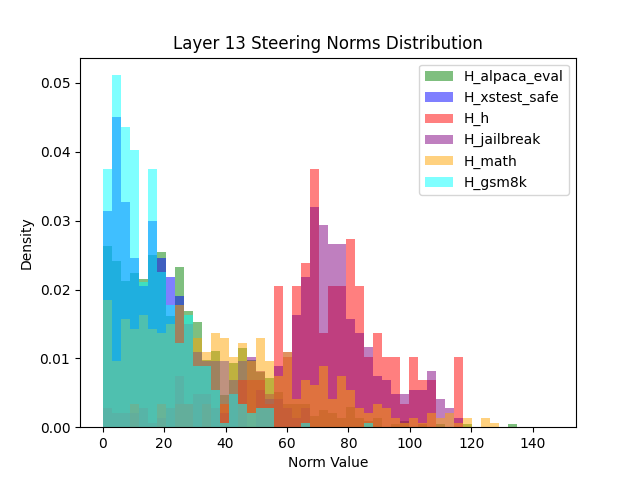 Layer 13 Steering Norms Distribution
H_alpaca_eval
H_xstest_safe
H_h
H_jailbreak
H_math
H_gsm8k
0.05
0.04
0.03
0.02
0.01
0.00
Density
0 20 40 60 80 100 120 140
Norm Value